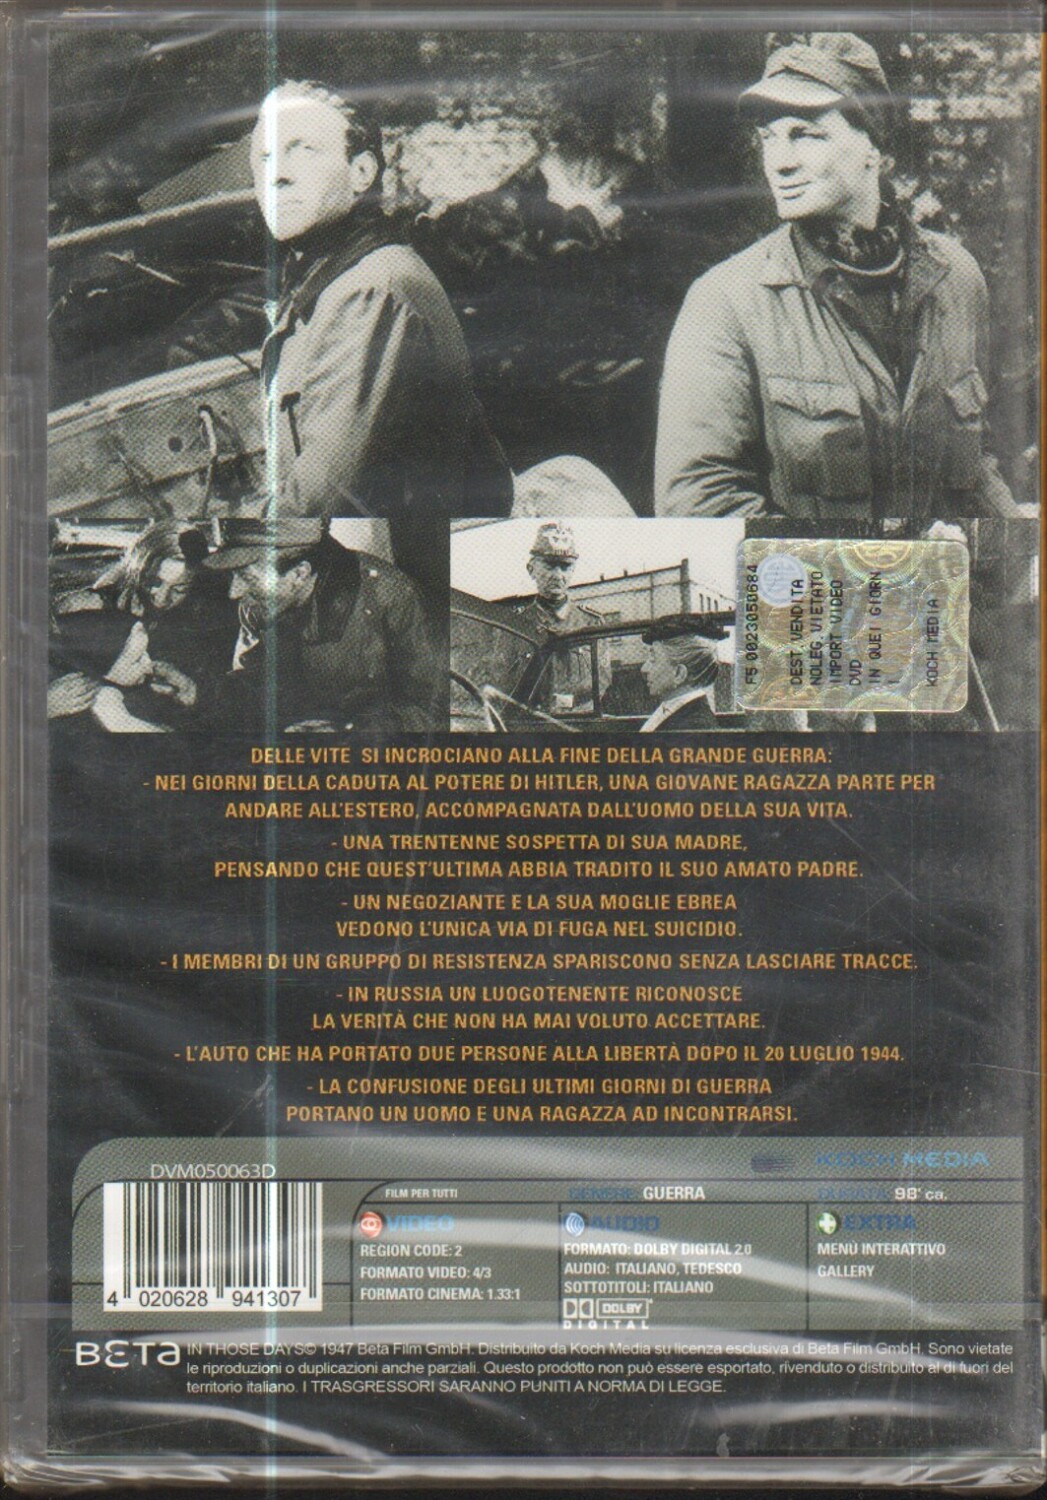 F5 0023050684
DEST.VENDITA
NOLEG.VIETATO
IMPORT VIDEO
DVD
IN QUEI GIORN
I
KOCH MEDIA
DELLE VITE SI INCROCIANO ALLA FINE DELLA GRANDE GUERRA:
- NEI GIORNI DELLA CADUTA AL POTERE DI HITLER, UNA GIOVANE RAGAZZA PARTE PER
ANDARE ALL'ESTERO, ACCOMPAGNATA DALL'UOMO DELLA SUA VITA.
- UNA TRENTENNE SOSPETTA DI SUA MADRE,
PENSANDO CHE QUEST'ULTIMA ABBIA TRADITO IL SUO AMATO PADRE.
- UN NEGOZIANTE E LA SUA MOGLIE EBREA
VEDONO L'UNICA VIA DI FUGA NEL SUICIDIO.
- I MEMBRI DI UN GRUPPO DI RESISTENZA SPARISCONO SENZA LASCIARE TRACCE.
- IN RUSSIA UN LUOGOTENENTE RICONOSCE
LA VERITÀ CHE NON HA MAI VOLUTO ACCETTARE.
- L'AUTO CHE HA PORTATO DUE PERSONE ALLA LIBERTÀ DOPO IL 20 LUGLIO 1944.
- LA CONFUSIONE DEGLI ULTIMI GIORNI DI GUERRA
PORTANO UN UOMO E UNA RAGAZZA AD INCONTRARSI.
KOCH MEDIA
DVM050063D
4 020628 941307
FILM PER TUTTI
GENERE: GUERRA
DURATA: 98' ca.
VIDEO
REGION CODE: 2
FORMATO VIDEO: 4/3
FORMATO CINEMA: 1.33:1
AUDIO
FORMATO: DOLBY DIGITAL 2.0
AUDIO: ITALIANO, TEDESCO
SOTTOTITOLI: ITALIANO
DOLBY
DIGITAL
EXTRA
MENÙ INTERATTIVO
GALLERY
BETA
IN THOSE DAYS© 1947 Beta Film GmbH. Distribuito da Koch Media su licenza esclusiva di Beta Film GmbH. Sono vietate
le riproduzioni o duplicazioni anche parziali. Questo prodotto non può essere esportato, rivenduto o distribuito al di fuori del
territorio italiano. I TRASGRESSORI SARANNO PUNITI A NORMA DI LEGGE.